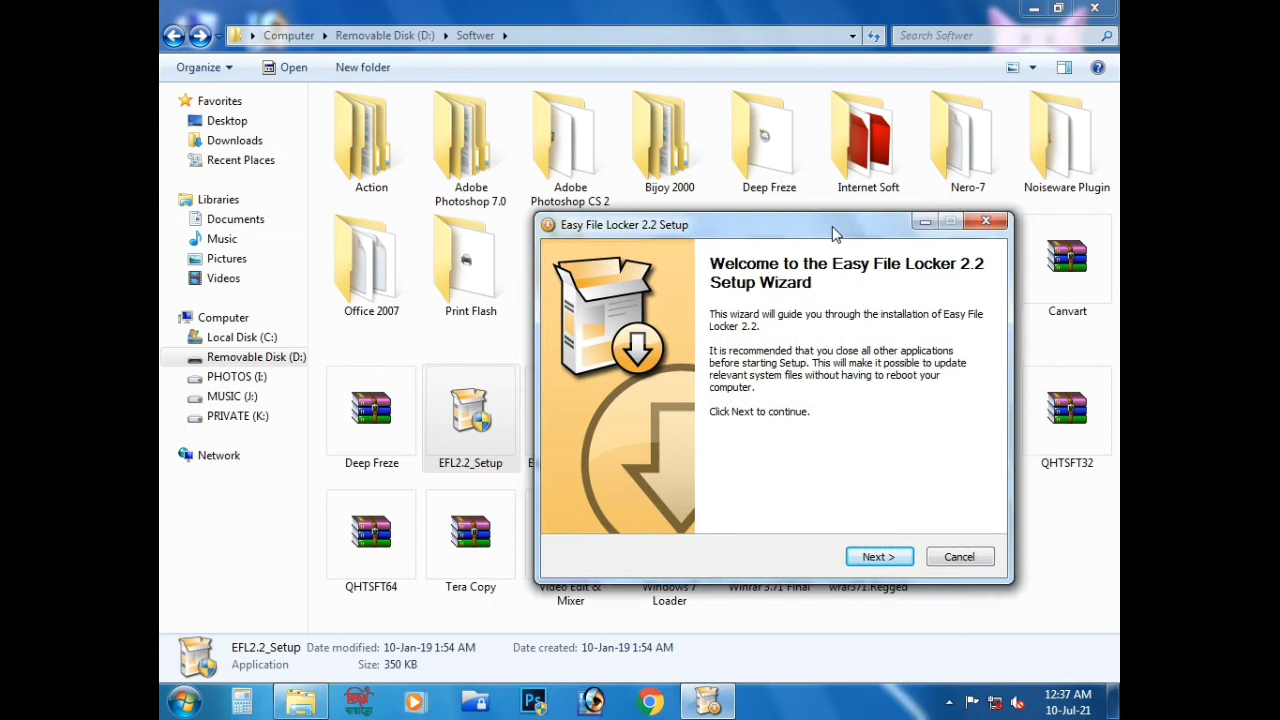 Computer
Removable Disk (D:)
Softwer
Search Softwer
Organize
Open
New folder
Favorites
Desktop
Downloads
Recent Places
Libraries
Documents
Music
Pictures
Videos
Computer
Local Disk (C:)
Removable Disk (D:)
PHOTOS (I:)
MUSIC (J:)
PRIVATE (K:)
Network
Action
Adobe
Photoshop 7.0
Adobe
Photoshop CS 2
Bijoy 2000
Deep Freze
Internet Soft
Nero-7
Noiseware Plugin
Office 2007
Print Flash
Canvart
Deep Freze
EFL2.2_Setup
QHTSFT32
QHTSFT64
Tera Copy
Video Edit &
Mixer
Windows 7
Loader
Winrar 3.71 Final
wrar371.Regged
Easy File Locker 2.2 Setup
Welcome to the Easy File Locker 2.2
Setup Wizard
This wizard will guide you through the installation of Easy File
Locker 2.2.
It is recommended that you close all other applications
before starting Setup. This will make it possible to update
relevant system files without having to reboot your
computer.
Click Next to continue.
Next >
Cancel
EFL2.2_Setup
Date modified: 10-Jan-19 1:54 AM
Date created: 10-Jan-19 1:54 AM
Application
Size: 350 KB
Ps
12:37 AM
10-Jul-21